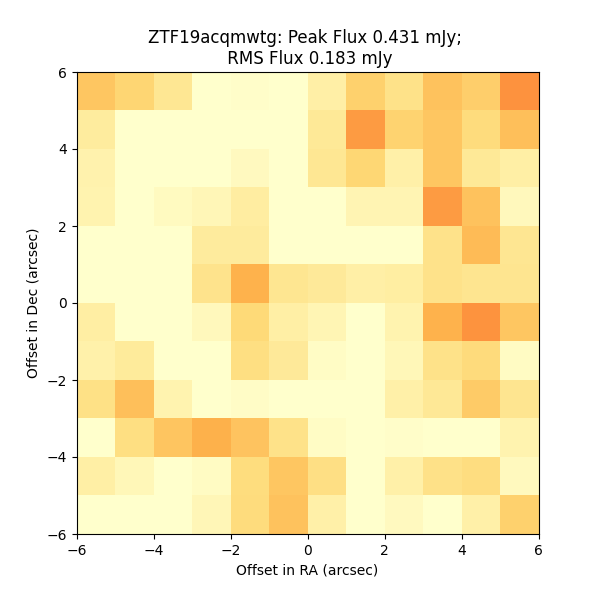 ZTF19acqmwtg: Peak Flux 0.431 mJy;
RMS Flux 0.183 mJy
6
4
2
0
−2
−4
−6
Offset in Dec (arcsec)
−6 −4 −2 0 2 4 6
Offset in RA (arcsec)